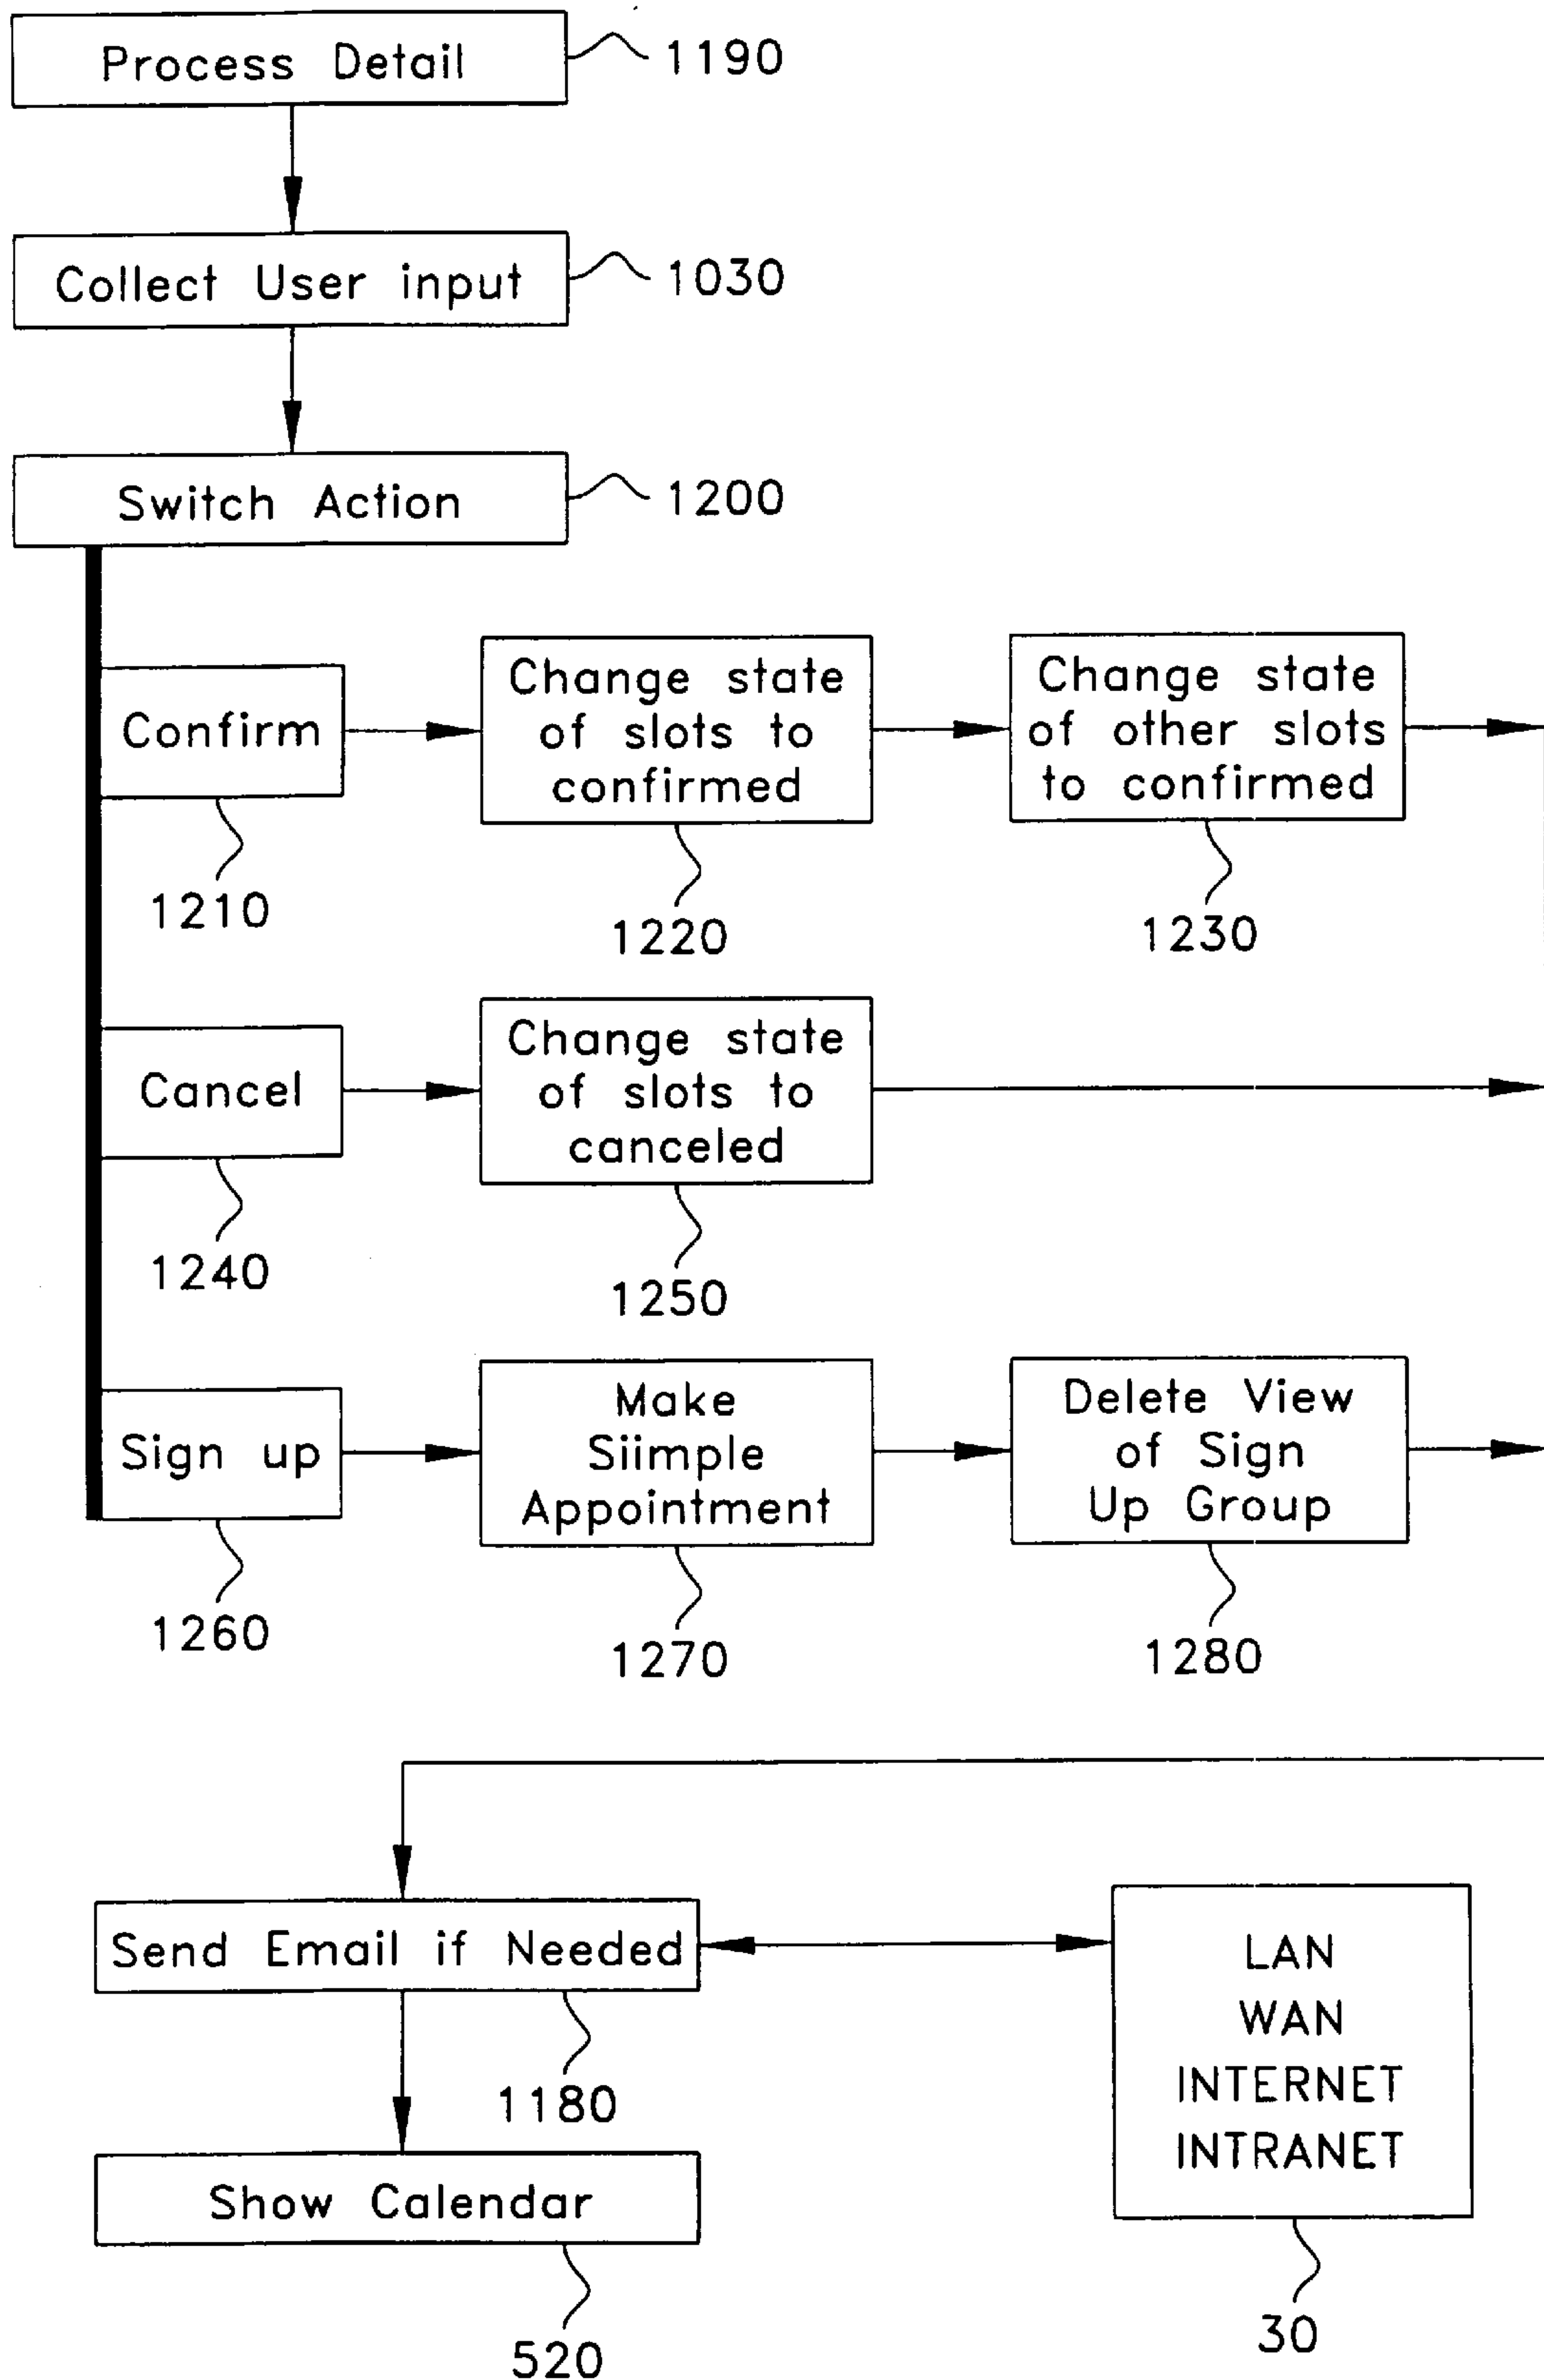 Process Detail
1190
Collect User input
1030
Switch Action
1200
Confirm
1210
Change state
of slots to
confirmed
1220
Change state
of other slots
to confirmed
1230
Cancel
1240
Change state
of slots to
canceled
1250
Sign up
1260
Make
Siimple
Appointment
1270
Delete View
of Sign
Up Group
1280
Send Email if Needed
1180
LAN
WAN
INTERNET
INTRANET
30
Show Calendar
520